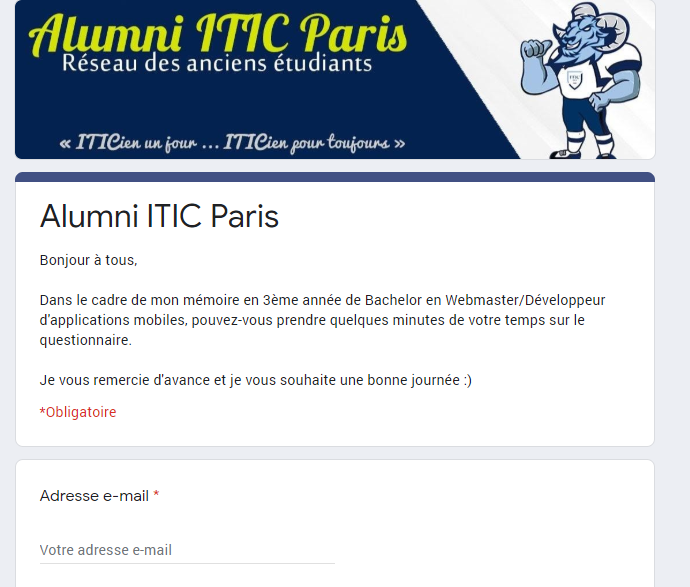 Alumni ITIC Paris
Réseau des anciens étudiants
« ITICien un jour ... ITICien pour toujours »
ITIC
Alumni ITIC Paris
Bonjour à tous,
Dans le cadre de mon mémoire en 3ème année de Bachelor en Webmaster/Développeur
d'applications mobiles, pouvez-vous prendre quelques minutes de votre temps sur le
questionnaire.
Je vous remercie d'avance et je vous souhaite une bonne journée :)
*Obligatoire
Adresse e-mail *
Votre adresse e-mail